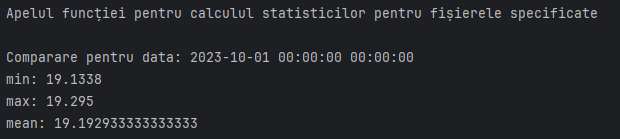 Apelul funcției pentru calculul statisticilor pentru fișierele specificate
Comparare pentru data: 2023-10-01 00:00:00 00:00:00
min: 19.1338
max: 19.295
mean: 19.192933333333333